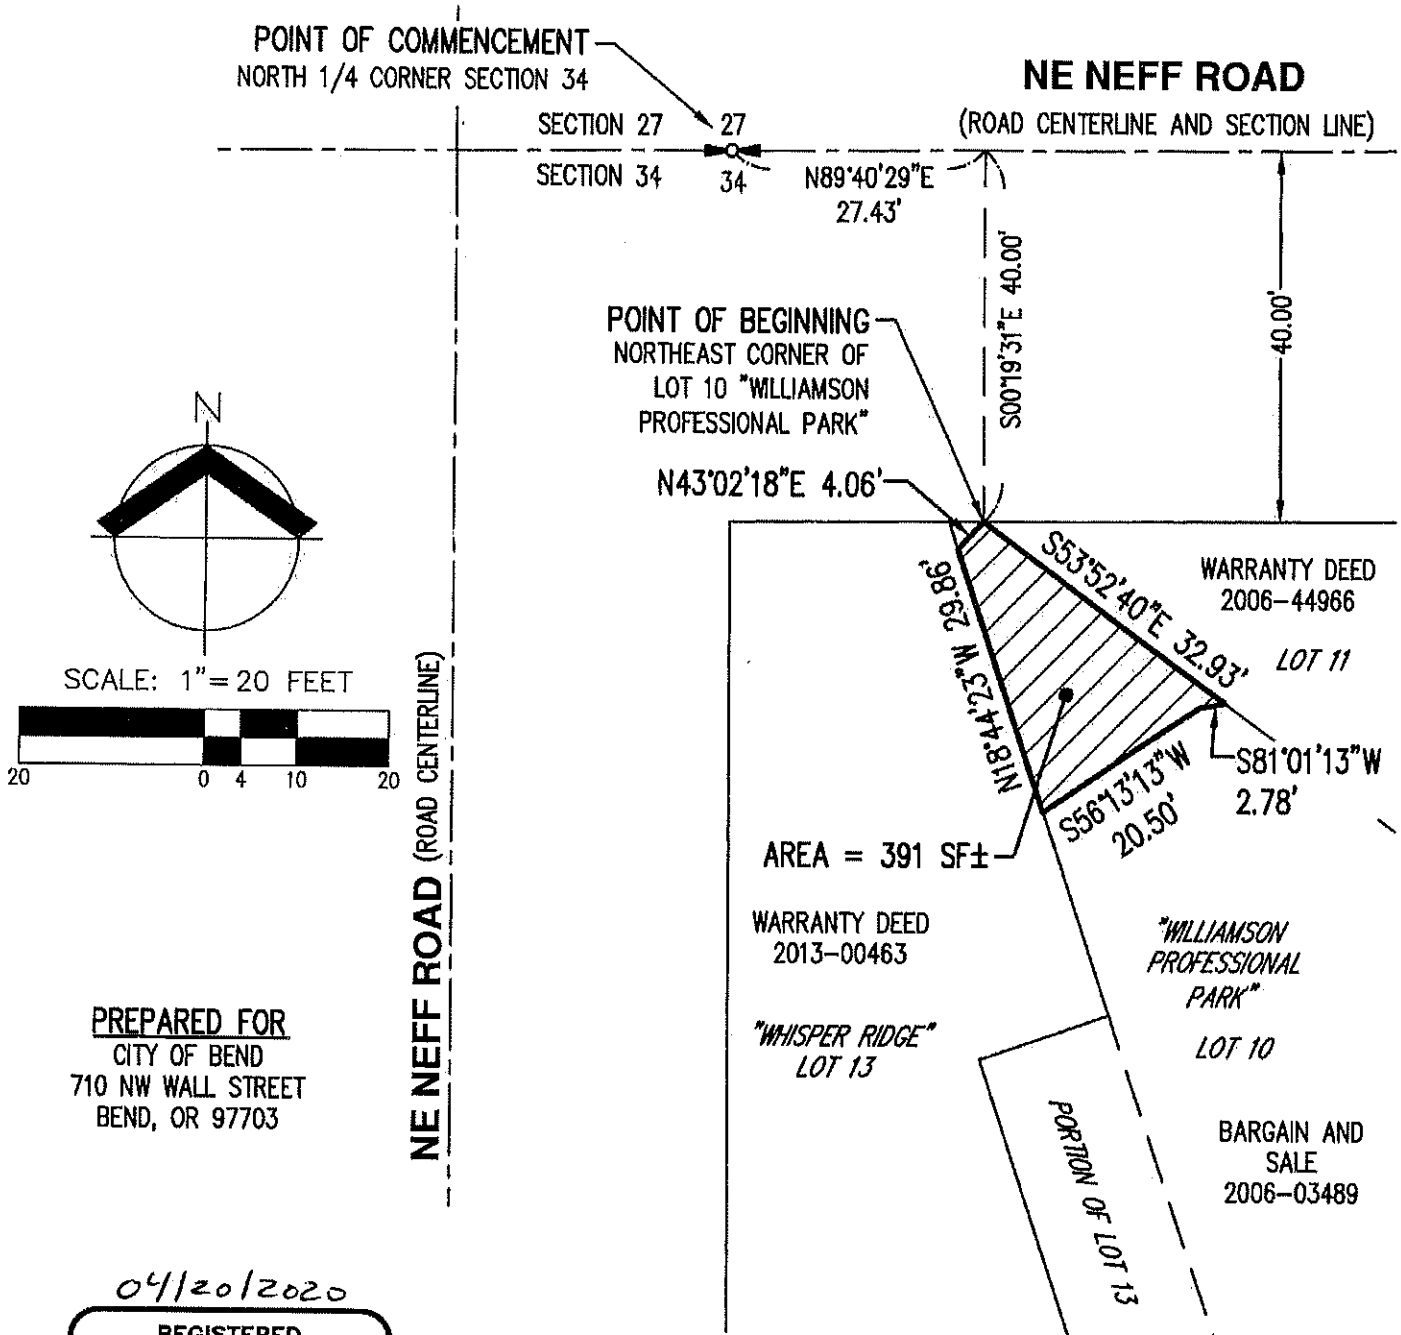 POINT OF COMMENCEMENT
NORTH 1/4 CORNER SECTION 34
NE NEFF ROAD
(ROAD CENTERLINE AND SECTION LINE)
SECTION 27 27
SECTION 34 34
N89°40'29"E
27.43'
S00°19'31"E 40.00'
40.00'
POINT OF BEGINNING
NORTHEAST CORNER OF
LOT 10 "WILLIAMSON
PROFESSIONAL PARK"
N43°02'18"E 4.06'
N
SCALE: 1"= 20 FEET
20 0 4 10 20
NE NEFF ROAD (ROAD CENTERLINE)
S53°52'40"E 32.93'
WARRANTY DEED
2006-44966
LOT 11
N18°44'23"W 29.86'
S81°01'13"W
2.78'
S56°13'13"W
20.50'
AREA = 391 SF±
WARRANTY DEED
2013-00463
"WHISPER RIDGE"
LOT 13
"WILLIAMSON
PROFESSIONAL
PARK"
LOT 10
BARGAIN AND
SALE
2006-03489
PORTION OF LOT 13
PREPARED FOR
CITY OF BEND
710 NW WALL STREET
BEND, OR 97703
04/20/2020
REGISTERED